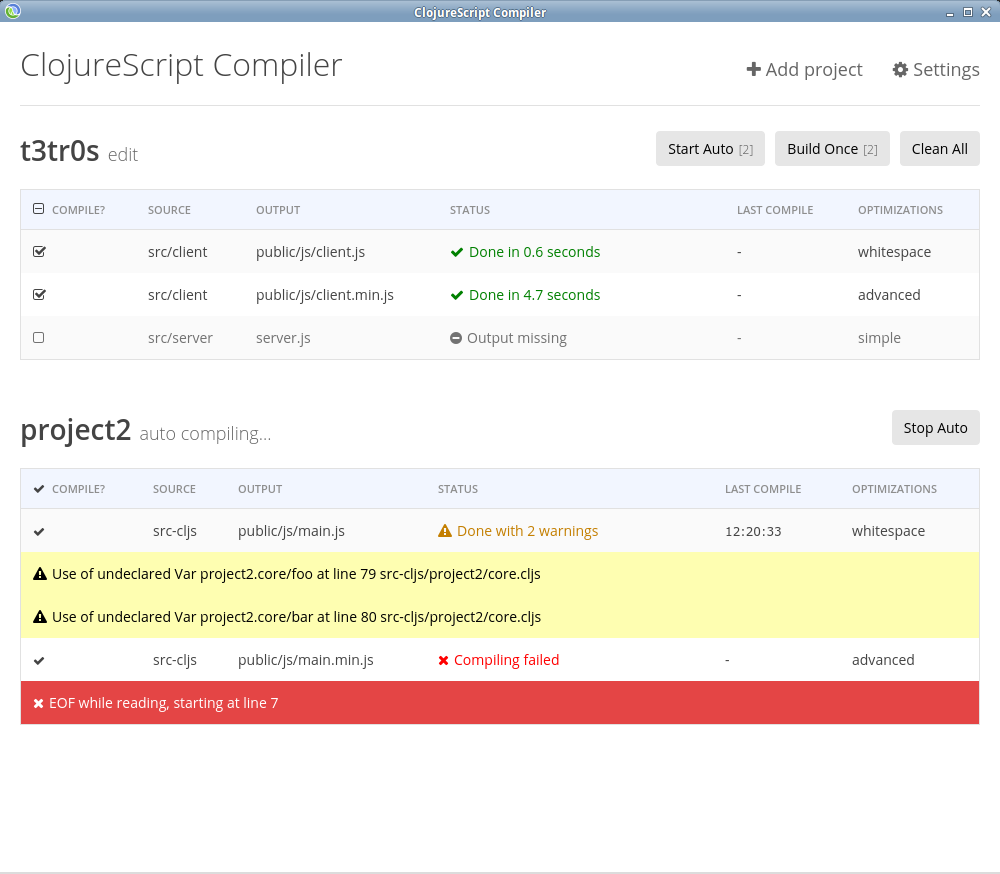 ClojureScript Compiler
ClojureScript Compiler
Add project
Settings
t3tr0s edit
Start Auto [2]
Build Once [2]
Clean All
COMPILE? SOURCE OUTPUT STATUS LAST COMPILE OPTIMIZATIONS
src/client public/js/client.js Done in 0.6 seconds - whitespace
src/client public/js/client.min.js Done in 4.7 seconds - advanced
src/server server.js Output missing - simple
project2 auto compiling...
Stop Auto
COMPILE? SOURCE OUTPUT STATUS LAST COMPILE OPTIMIZATIONS
src-cljs public/js/main.js Done with 2 warnings 12:20:33 whitespace
Use of undeclared Var project2.core/foo at line 79 src-cljs/project2/core.cljs
Use of undeclared Var project2.core/bar at line 80 src-cljs/project2/core.cljs
src-cljs public/js/main.min.js Compiling failed - advanced
EOF while reading, starting at line 7